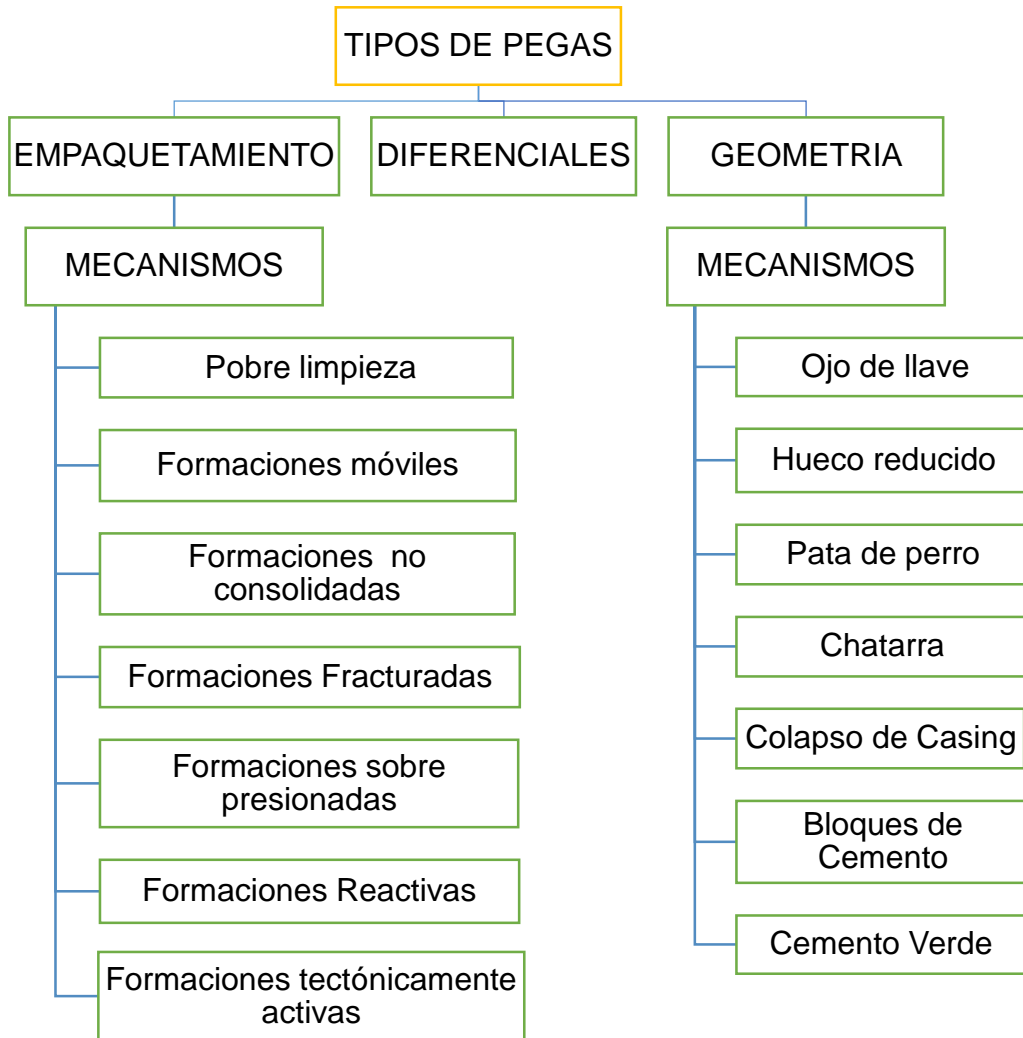 TIPOS DE PEGAS
EMPAQUETAMIENTO
DIFERENCIALES
GEOMETRIA
MECANISMOS
MECANISMOS
Pobre limpieza
Formaciones móviles
Formaciones no
consolidadas
Formaciones Fracturadas
Formaciones sobre
presionadas
Formaciones Reactivas
Formaciones tectónicamente
activas
Ojo de llave
Hueco reducido
Pata de perro
Chatarra
Colapso de Casing
Bloques de
Cemento
Cemento Verde